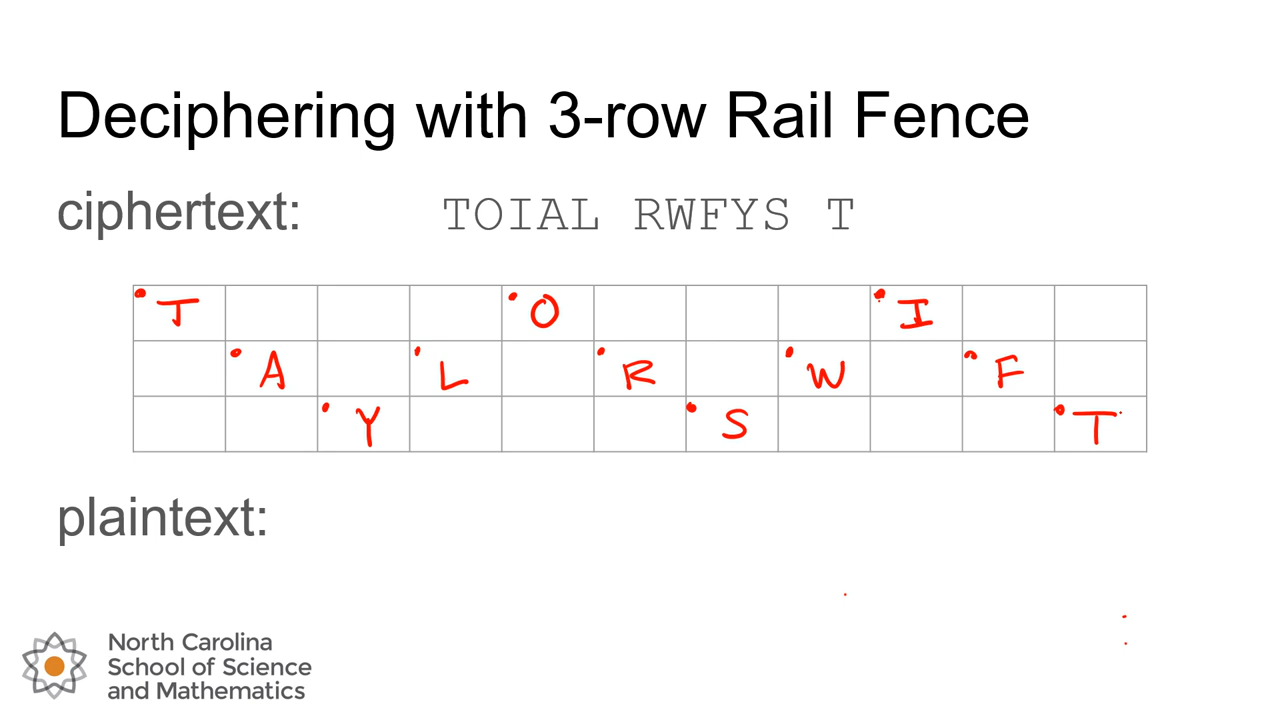 Deciphering with 3-row Rail Fence
ciphertext: TOIAL RWFYS T
T O I
A L R W F
Y S T
plaintext:
North Carolina
School of Science
and Mathematics